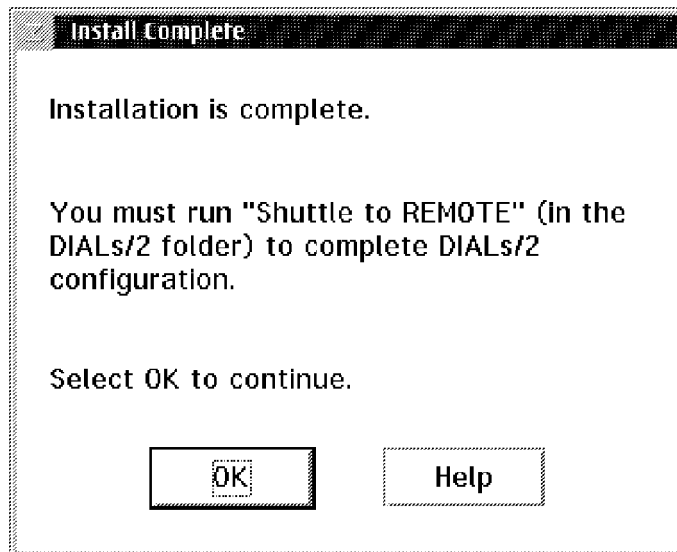 Install Complete
Installation is complete.
You must run "Shuttle to REMOTE" (in the
DIALs/2 folder) to complete DIALs/2
configuration.
Select OK to continue.
OK
Help